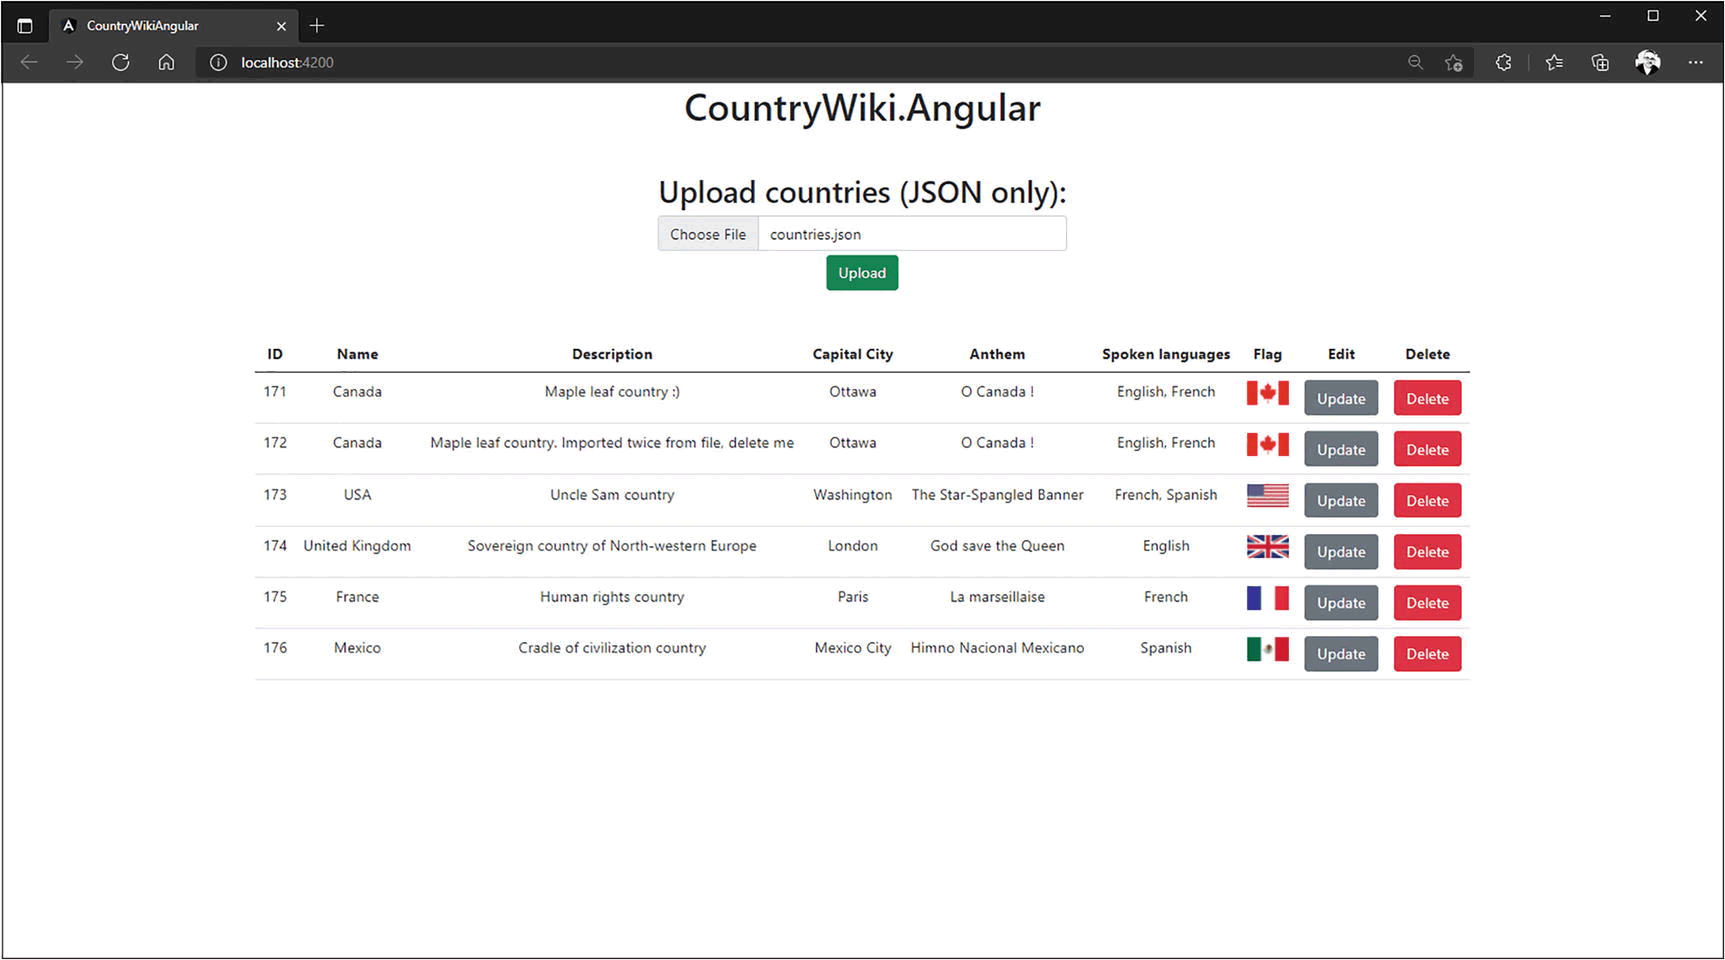 CountryWikiAngular
localhost:4200
CountryWiki.Angular
Upload countries (JSON only):
Choose File countries.json
Upload
ID Name Description Capital City Anthem Spoken languages Flag Edit Delete
171 Canada Maple leaf country :) Ottawa O Canada ! English, French Update Delete
172 Canada Maple leaf country. Imported twice from file, delete me Ottawa O Canada ! English, French Update Delete
173 USA Uncle Sam country Washington The Star-Spangled Banner French, Spanish Update Delete
174 United Kingdom Sovereign country of North-western Europe London God save the Queen English Update Delete
175 France Human rights country Paris La marseillaise French Update Delete
176 Mexico Cradle of civilization country Mexico City Himno Nacional Mexicano Spanish Update Delete